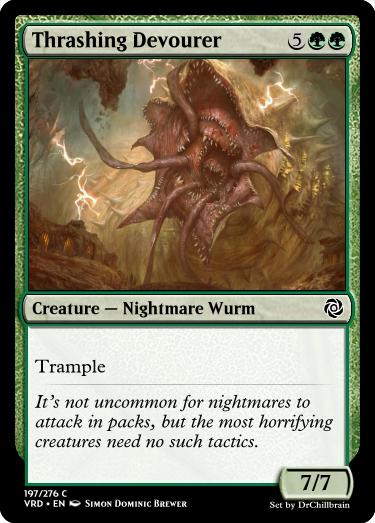 Thrashing Devourer 5
Creature — Nightmare Wurm
Trample
It's not uncommon for nightmares to
attack in packs, but the most horrifying
creatures need no such tactics.
7/7
197/276 C
VRD • EN Simon Dominic Brewer
Set by DrChillbrain